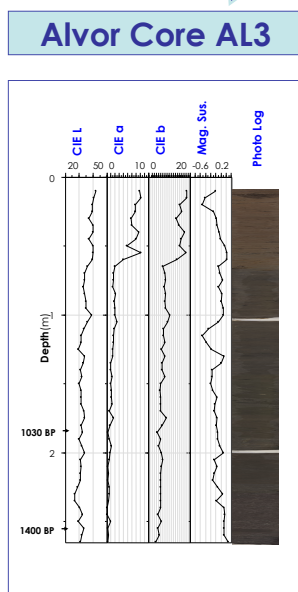 Alvor Core AL3
CIE L
CIE a
CIE b
Mag. Sus.
Photo Log
20 50 0 10 0 20 -0.6 0.2
0
1
Depth(m)
1030 BP
2
1400 BP